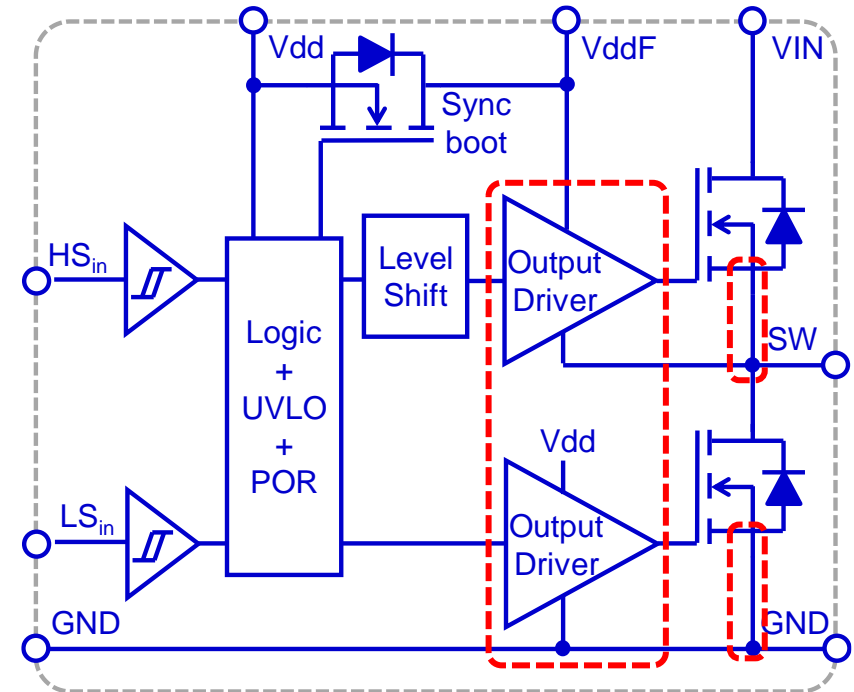 Vdd
VddF
VIN
Sync
boot
HSin
Level
Shift
Output
Driver
SW
Logic
+
UVLO
+
POR
Vdd
LSin
Output
Driver
GND
GND